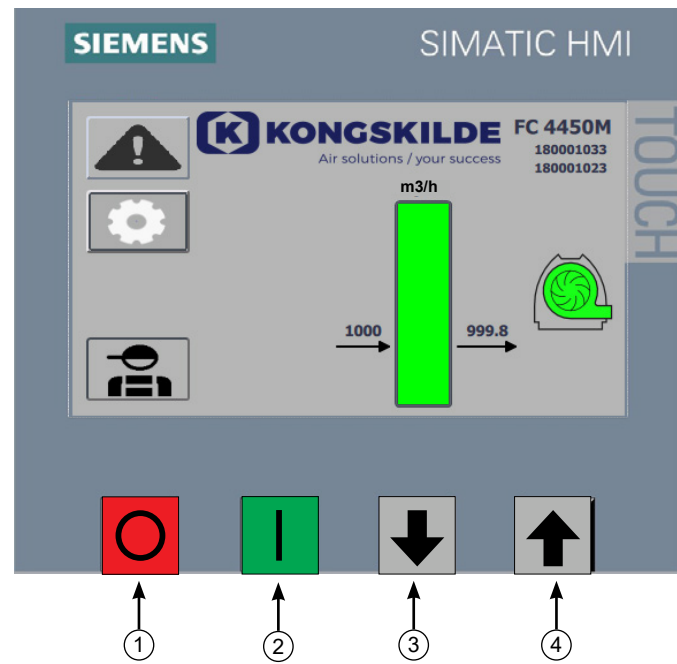 SIEMENS
SIMATIC HMI
TOUCH
K KONGSKILDE
Air solutions / your success
FC 4450M
180001033
180001023
m3/h
1000
999.8
1
2
3
4